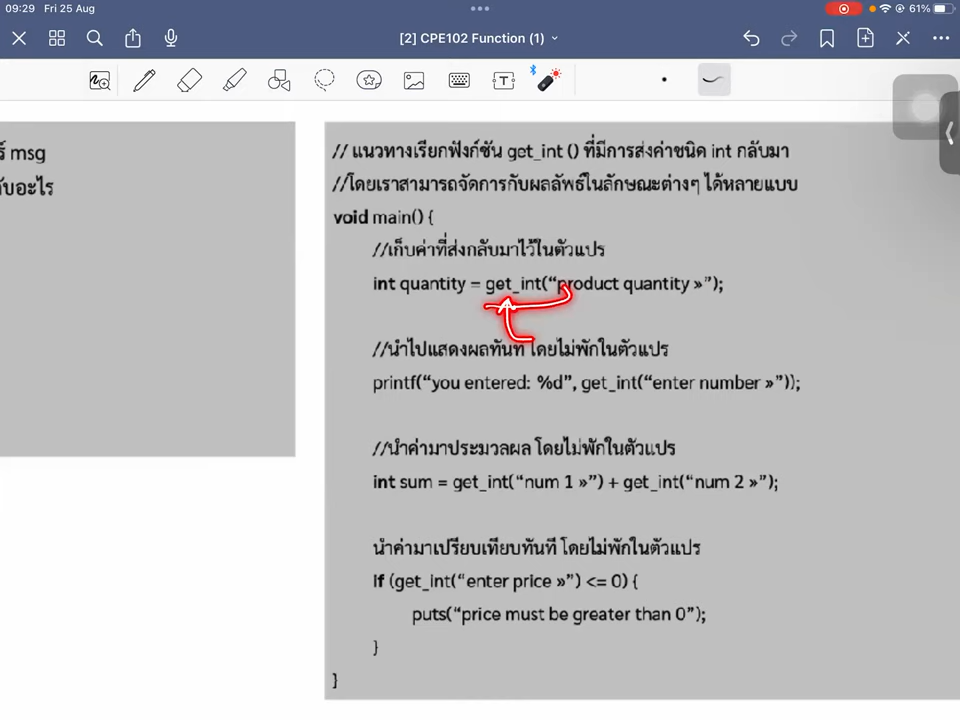 09:29 Fri 25 Aug
61%
[2] CPE102 Function (1)
T
ร์ msg
กับอะไร
// แนวทางเรียกฟังก์ชัน get_int () ที่มีการส่งค่าชนิด int กลับมา
//โดยเราสามารถจัดการกับผลลัพธ์ในลักษณะต่างๆ ได้หลายแบบ
void main() {
//เก็บค่าที่ส่งกลับมาไว้ในตัวแปร
int quantity = get_int(“product quantity »”);
//นำไปแสดงผลทันที โดยไม่พักในตัวแปร
printf(“you entered: %d”, get_int(“enter number »”));
//นำค่ามาประมวลผล โดยไม่พักในตัวแปร
int sum = get_int(“num 1 »”) + get_int(“num 2 »”);
นำค่ามาเปรียบเทียบทันที โดยไม่พักในตัวแปร
if (get_int(“enter price »”) <= 0) {
puts(“price must be greater than 0”);
}
}